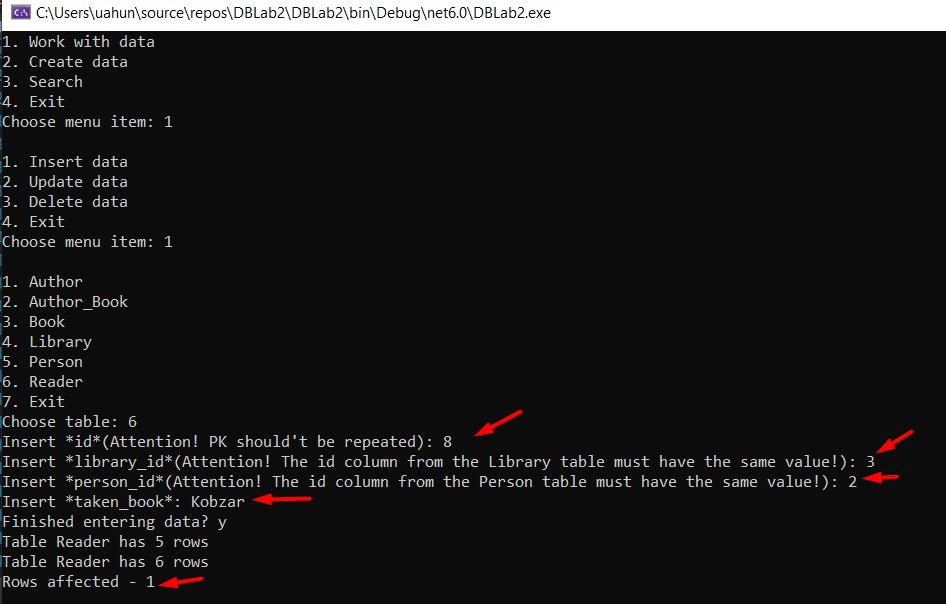 C:\Users\uahun\source\repos\DBLab2\DBLab2\bin\Debug\net6.0\DBLab2.exe
1. Work with data
2. Create data
3. Search
4. Exit
Choose menu item: 1
1. Insert data
2. Update data
3. Delete data
4. Exit
Choose menu item: 1
1. Author
2. Author_Book
3. Book
4. Library
5. Person
6. Reader
7. Exit
Choose table: 6
Insert *id*(Attention! PK should't be repeated): 8
Insert *library_id*(Attention! The id column from the Library table must have the same value!): 3
Insert *person_id*(Attention! The id column from the Person table must have the same value!): 2
Insert *taken_book*: Kobzar
Finished entering data? y
Table Reader has 5 rows
Table Reader has 6 rows
Rows affected - 1